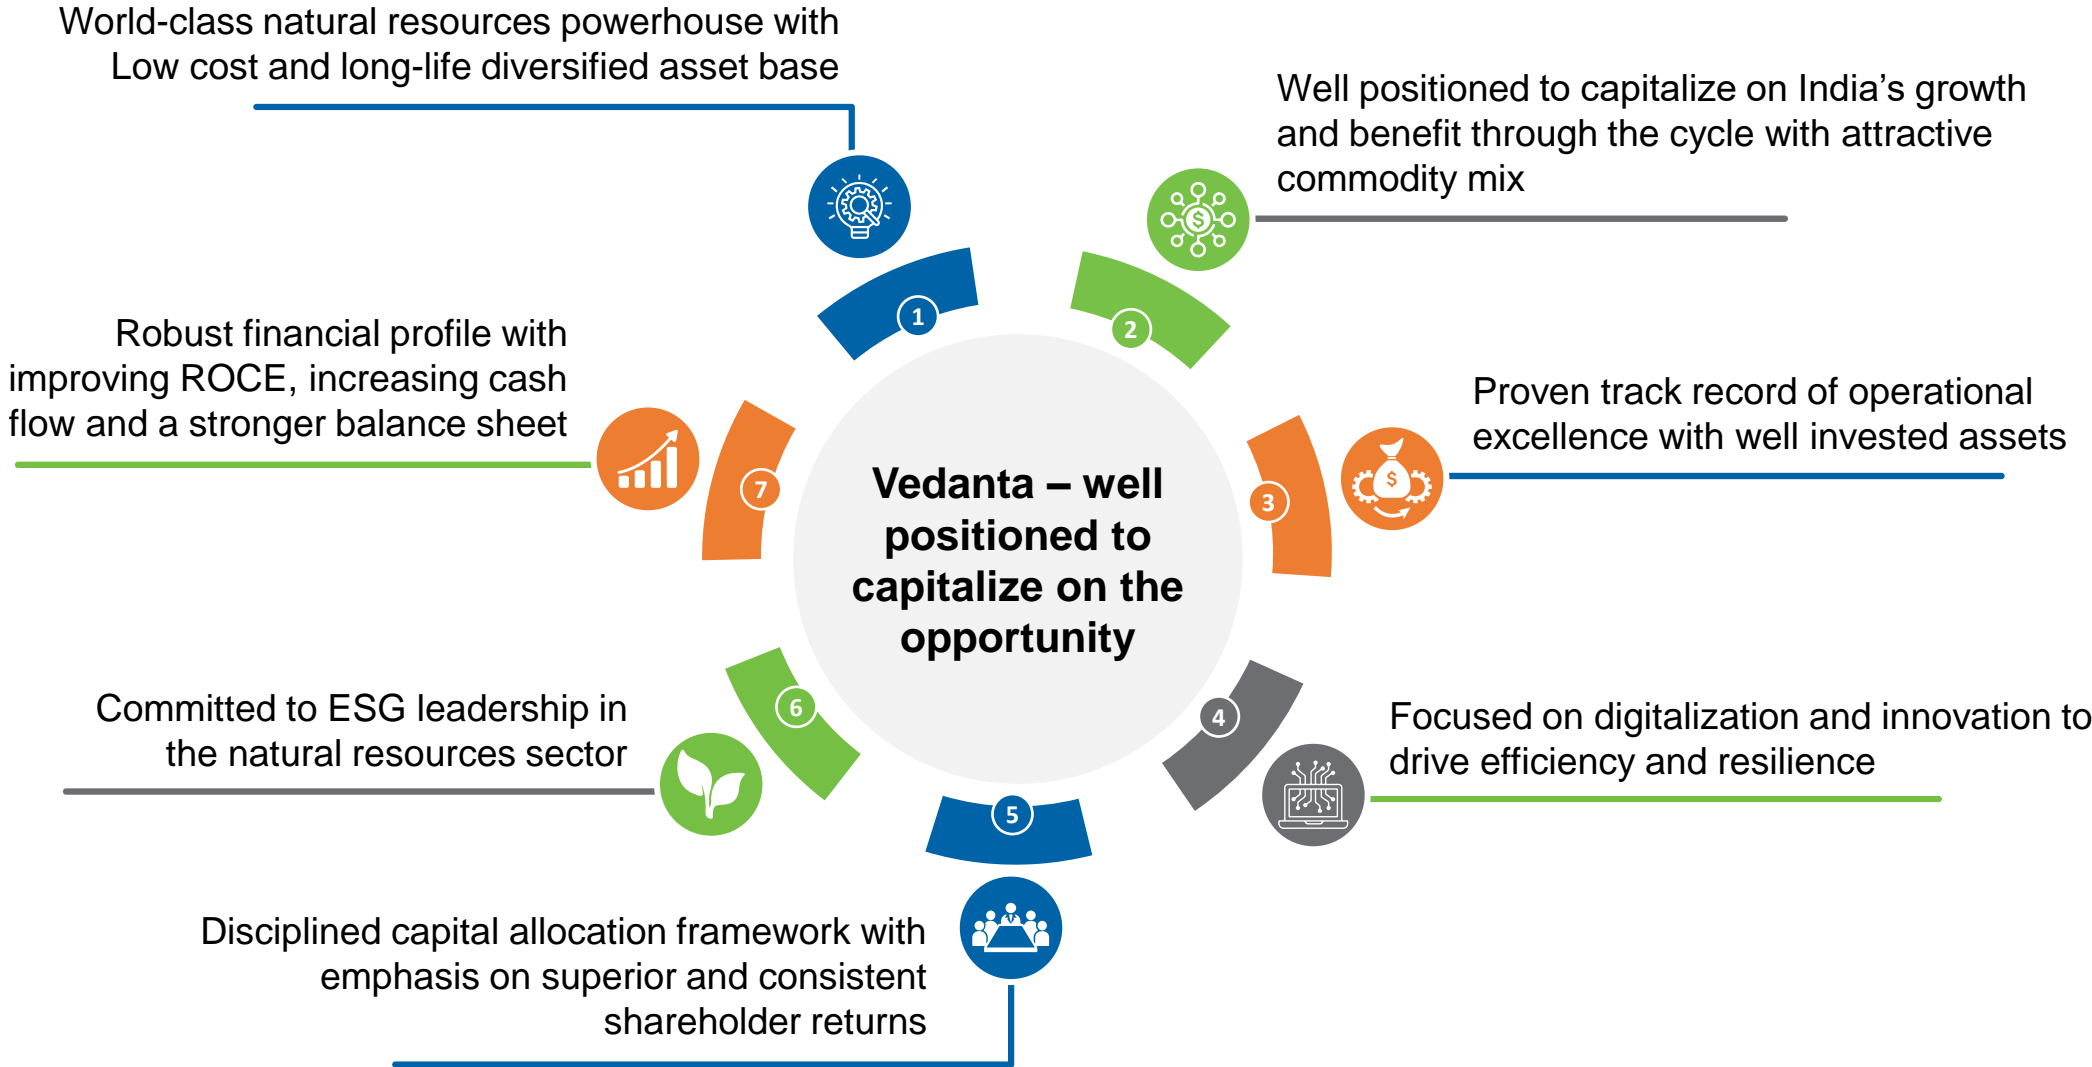 World-class natural resources powerhouse with
Low cost and long-life diversified asset base
1
Well positioned to capitalize on India’s growth
and benefit through the cycle with attractive
commodity mix
$
2
Proven track record of operational
excellence with well invested assets
$
3
Focused on digitalization and innovation to
drive efficiency and resilience
4
Disciplined capital allocation framework with
emphasis on superior and consistent
shareholder returns
5
Committed to ESG leadership in
the natural resources sector
6
Robust financial profile with
improving ROCE, increasing cash
flow and a stronger balance sheet
7
Vedanta – well
positioned to
capitalize on the
opportunity